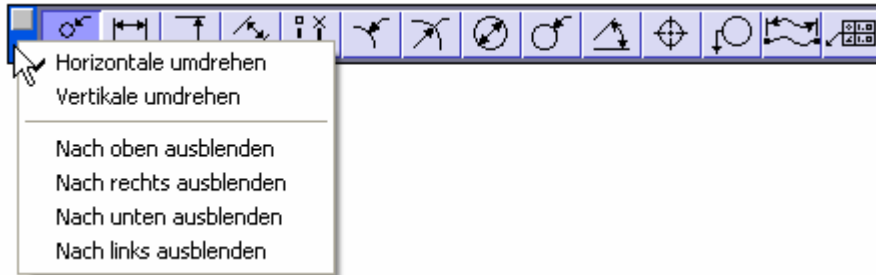 Horizontale umdrehen
Vertikale umdrehen
Nach oben ausblenden
Nach rechts ausblenden
Nach unten ausblenden
Nach links ausblenden